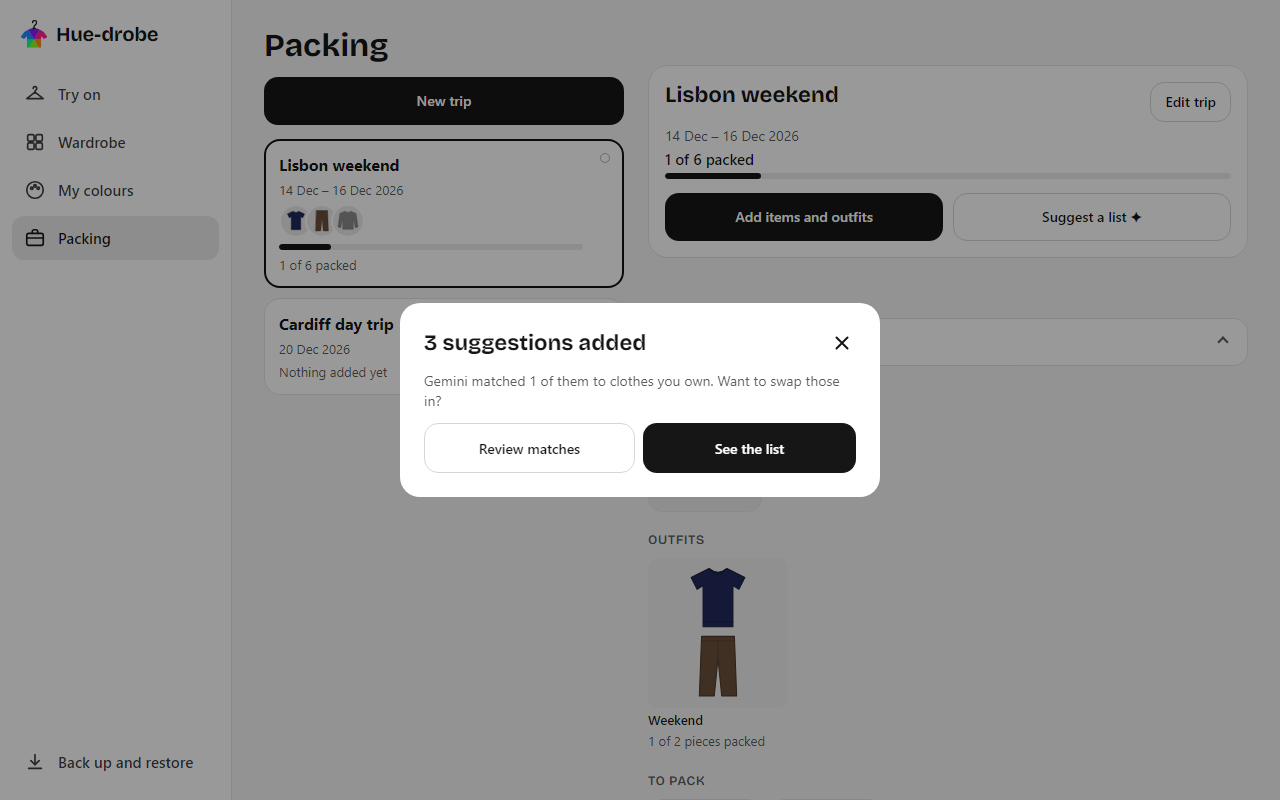 Hue-drobe
Try on
Wardrobe
My colours
Packing
Back up and restore
Packing
New trip
Lisbon weekend
14 Dec – 16 Dec 2026
1 of 6 packed
Cardiff day trip
20 Dec 2026
Nothing added yet
Lisbon weekend
Edit trip
14 Dec – 16 Dec 2026
1 of 6 packed
Add items and outfits
Suggest a list ✦
3 suggestions added
Gemini matched 1 of them to clothes you own. Want to swap those
in?
Review matches
See the list
OUTFITS
Weekend
1 of 2 pieces packed
TO PACK